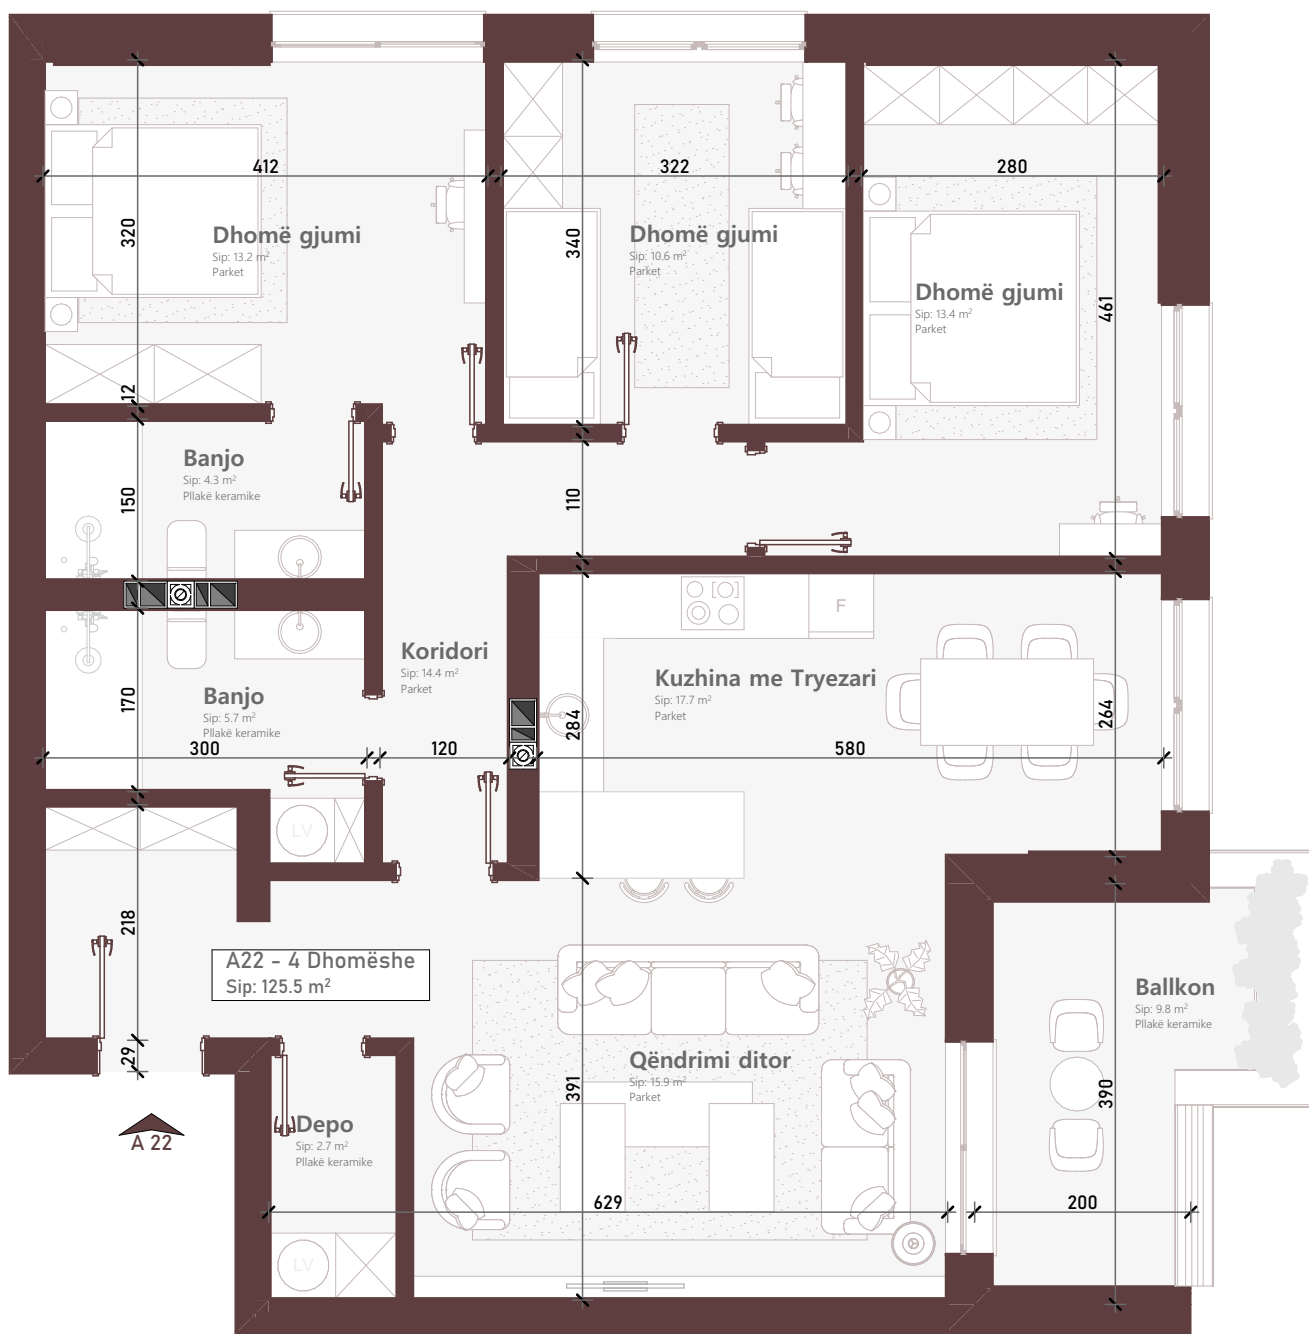 412
322
280
320
340
461
Dhomë gjumi
Sip: 13.2 m²
Parket
Dhomë gjumi
Sip: 10.6 m²
Parket
Dhomë gjumi
Sip: 13.4 m²
Parket
12
Banjo
Sip: 4.3 m²
Pllakë keramike
150
110
F
Koridori
Sip: 14.4 m²
Parket
Kuzhina me Tryezari
Sip: 17.7 m²
Parket
Banjo
Sip: 5.7 m²
Pllakë keramike
170
284
264
300
120
580
LV
218
A22 - 4 Dhomëshe
Sip: 125.5 m²
Ballkon
Sip: 9.8 m²
Pllakë keramike
29
Qëndrimi ditor
Sip: 15.9 m²
Parket
391
390
A 22
Depo
Sip: 2.7 m²
Pllakë keramike
629
200
LV